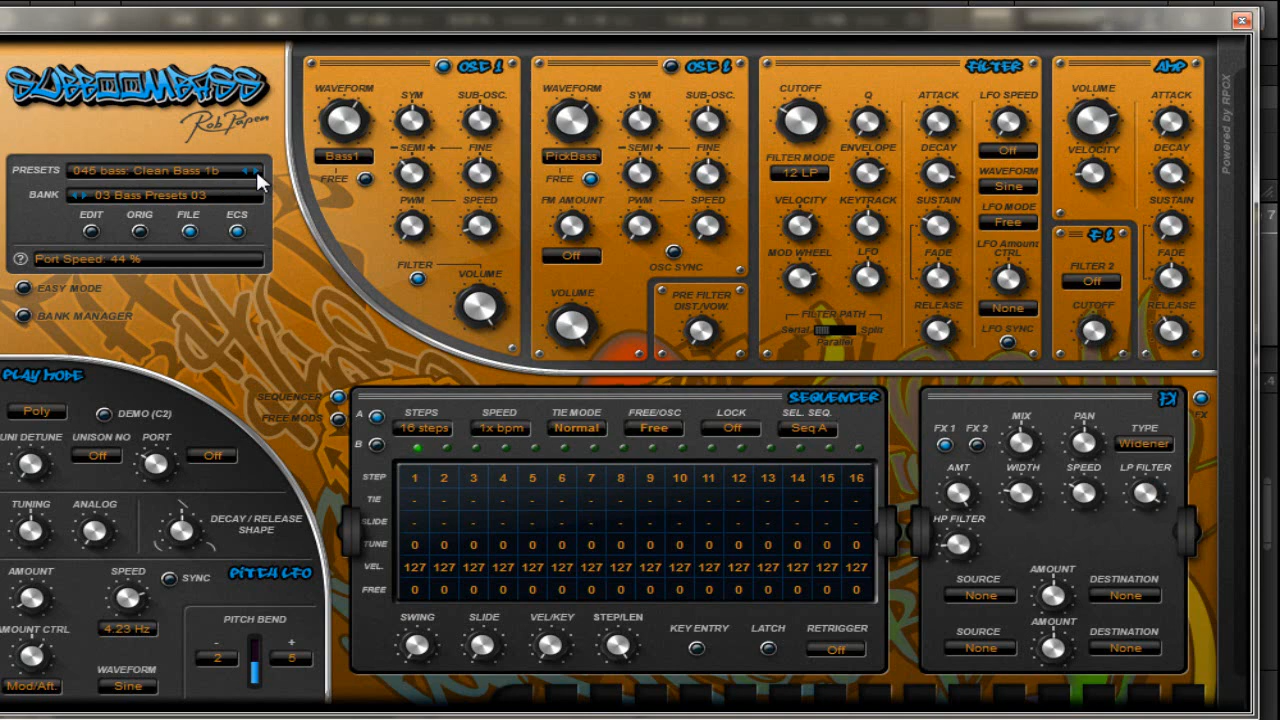 SUBBOOMBASS
Rob Papen
PRESETS 045 bass: Clean Bass 1b
BANK 03 Bass Presets 03
EDIT ORIG FILE ECS
? Port Speed: 44 %
EASY MODE
BANK MANAGER
OSC 1
WAVEFORM SYM SUB-OSC.
Bass1
- SEMI + FINE
FREE
PWM SPEED
FILTER
VOLUME
OSC 2
WAVEFORM SYM SUB-OSC.
PickBass
- SEMI + FINE
FREE
FM AMOUNT PWM SPEED
Off
OSC SYNC
VOLUME
PRE FILTER
DIST./VOW.
FILTER
CUTOFF Q ATTACK LFO SPEED
Off
FILTER MODE ENVELOPE DECAY
12 LP
WAVEFORM
Sine
VELOCITY KEYTRACK SUSTAIN
LFO MODE
Free
MOD WHEEL LFO FADE
LFO Amount
CTRL
None
RELEASE
FILTER PATH
Serial Split
Parallel
LFO SYNC
AMP
VOLUME ATTACK
VELOCITY DECAY
SUSTAIN
FADE
RELEASE
F 2
FILTER 2
Off
CUTOFF
Powered by RPCX
PLAY MODE
Poly DEMO (C2)
UNI DETUNE UNISON NO PORT
Off Off
TUNING ANALOG
DECAY / RELEASE
SHAPE
PITCH LFO
AMOUNT SPEED SYNC
4.23 Hz
AMOUNT CTRL
Mod/Aft.
WAVEFORM
Sine
PITCH BEND
- +
2 5
SEQUENCER
FREE MODS
SEQUENCER
A
B
STEPS SPEED TIE MODE FREE/OSC LOCK SEL. SEQ.
16 steps 1x bpm Normal Free Off Seq A
STEP 1 2 3 4 5 6 7 8 9 10 11 12 13 14 15 16
TIE - - - - - - - - - - - - - - - -
SLIDE - - - - - - - - - - - - - - - -
TUNE 0 0 0 0 0 0 0 0 0 0 0 0 0 0 0 0
VEL. 127 127 127 127 127 127 127 127 127 127 127 127 127 127 127 127
FREE 0 0 0 0 0 0 0 0 0 0 0 0 0 0 0 0
SWING SLIDE VEL/KEY STEP/LEN KEY ENTRY LATCH RETRIGGER
Off
FX
FX
FX 1 FX 2 MIX PAN TYPE
Widener
AMT WIDTH SPEED LP FILTER
HP FILTER
SOURCE AMOUNT DESTINATION
None None
SOURCE AMOUNT DESTINATION
None None
7
.4